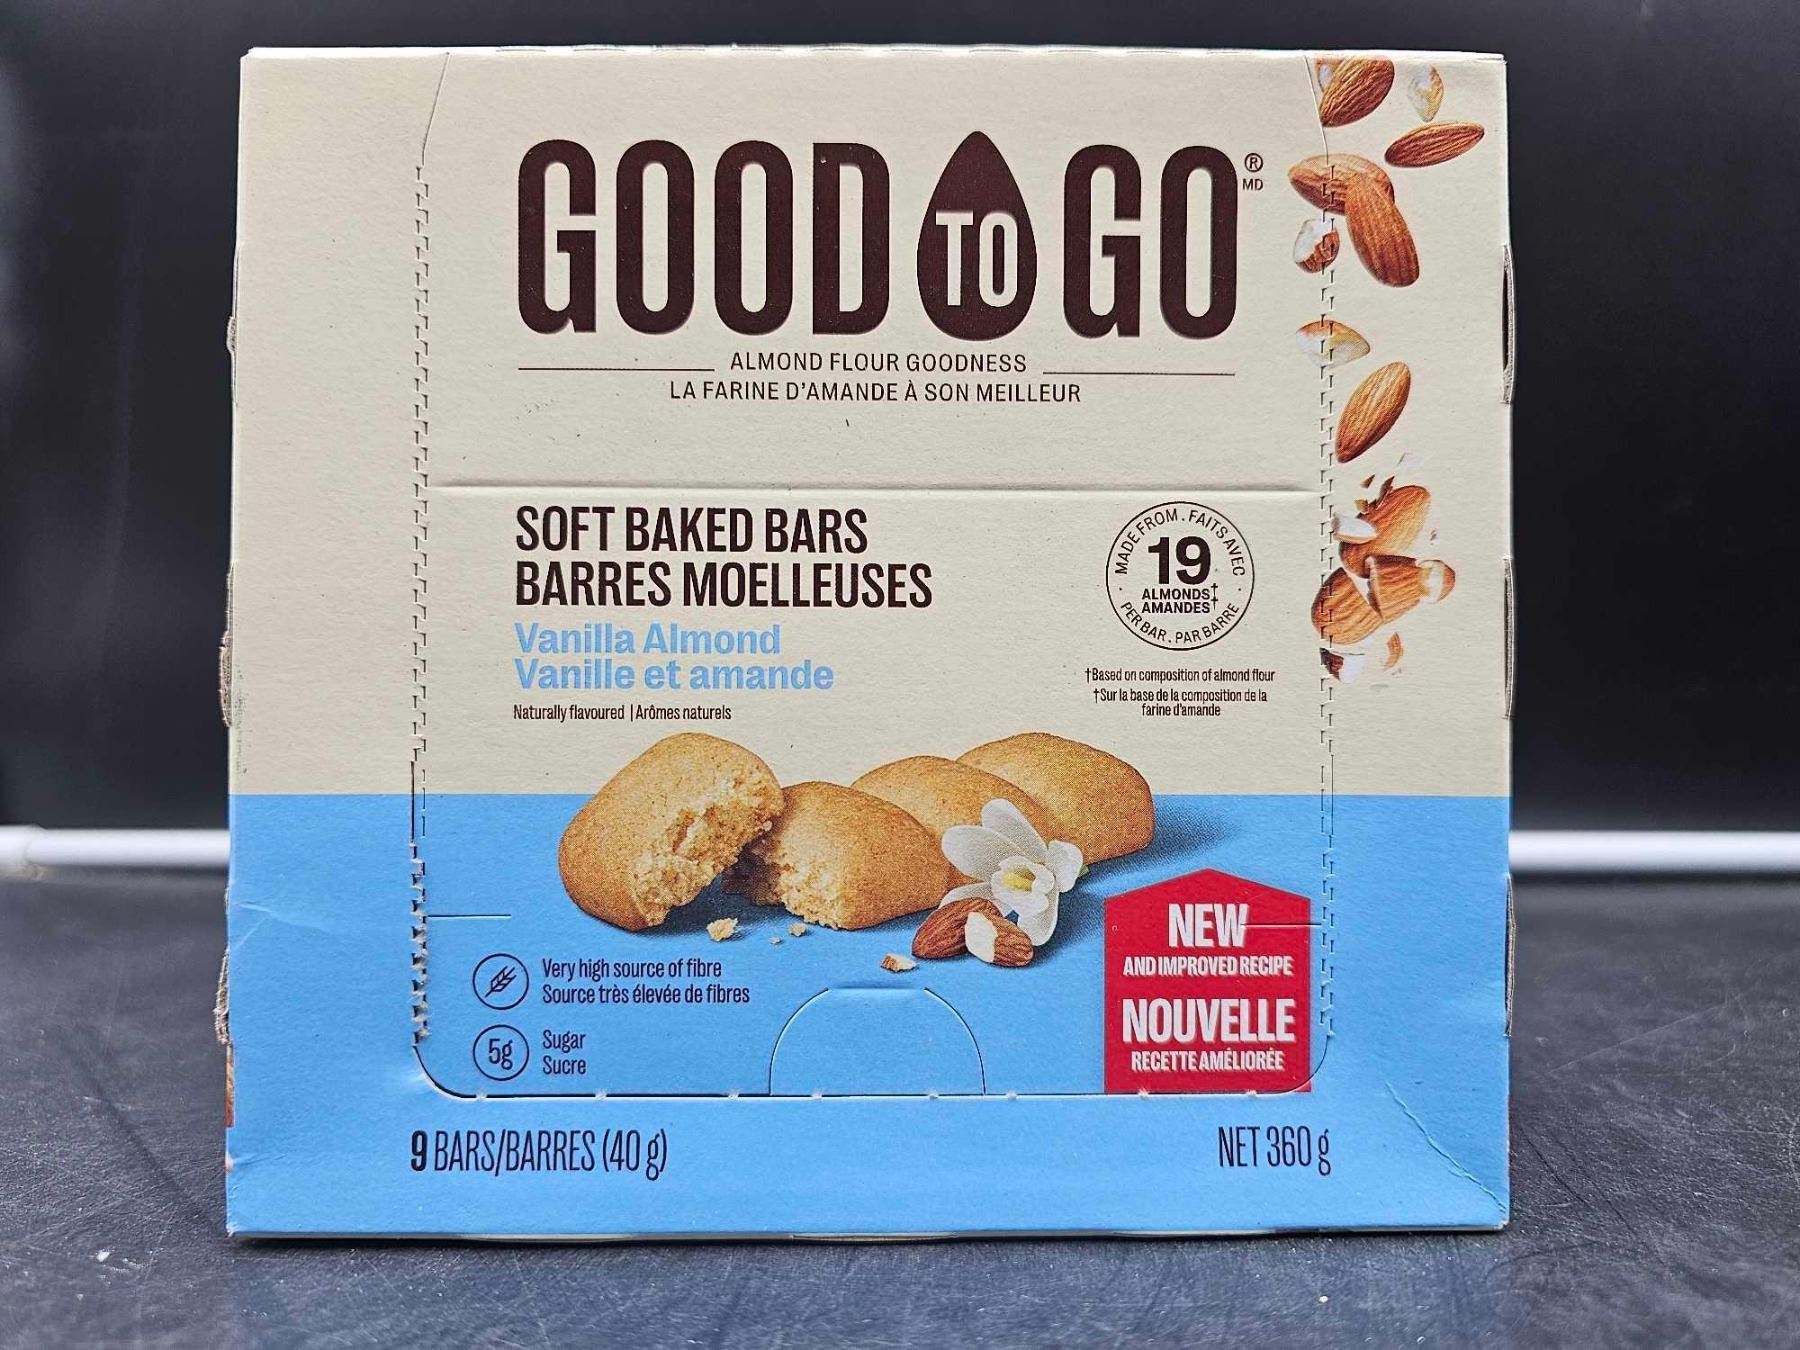 GOOD TO GO®
MD
ALMOND FLOUR GOODNESS
LA FARINE D'AMANDE À SON MEILLEUR
SOFT BAKED BARS
BARRES MOELLEUSES
Vanilla Almond
Vanille et amande
Naturally flavoured | Arômes naturels
MADE FROM . FAITS AVEC
19
ALMONDS‡
AMANDES†
PER BAR . PAR BARRE
†Based on composition of almond flour
†Sur la base de la composition de la
farine d'amande
Very high source of fibre
Source très élevée de fibres
5g
Sugar
Sucre
NEW
AND IMPROVED RECIPE
NOUVELLE
RECETTE AMÉLIORÉE
9 BARS/BARRES (40 g)
NET 360 g